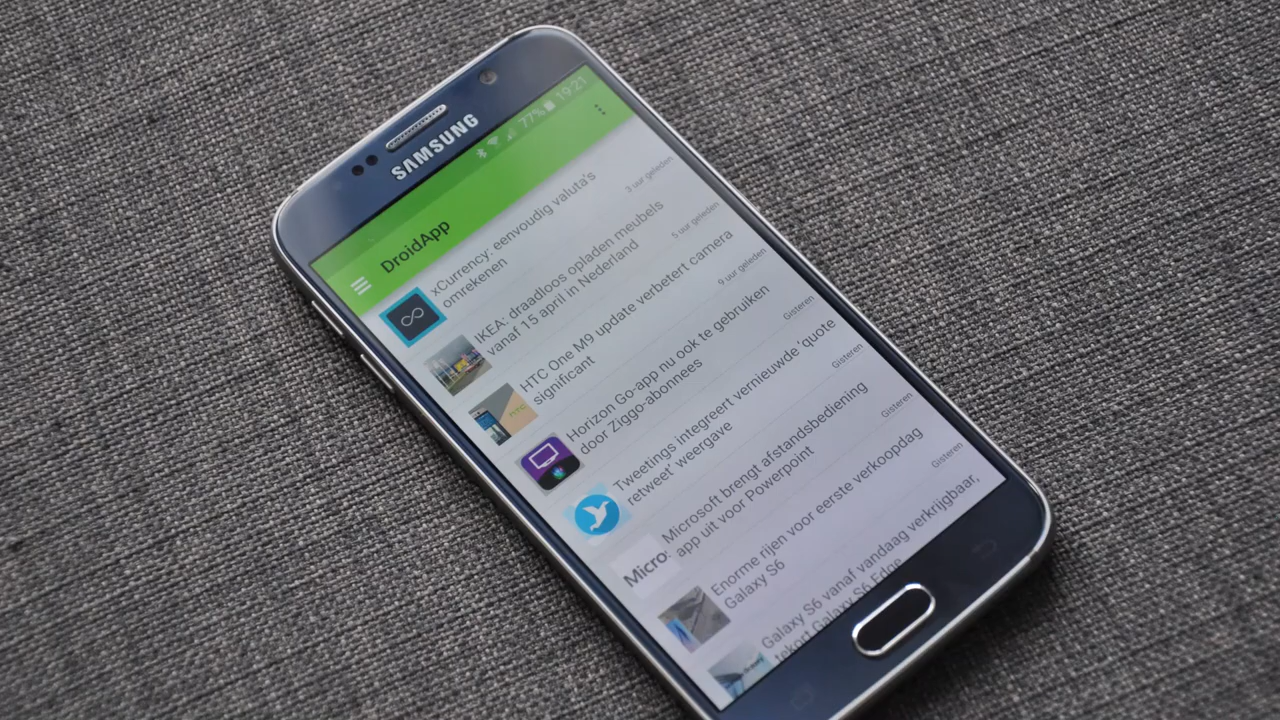 SAMSUNG
77% 19:21
DroidApp
xCurrency: eenvoudig valuta's
omrekenen
3 uur geleden
IKEA: draadloos opladen meubels
vanaf 15 april in Nederland
5 uur geleden
HTC One M9 update verbetert camera
significant
9 uur geleden
Horizon Go-app nu ook te gebruiken
door Ziggo-abonnees
Gisteren
Tweetings integreert vernieuwde 'quote
retweet' weergave
Gisteren
Micro:
Microsoft brengt afstandsbediening
app uit voor Powerpoint
Gisteren
Enorme rijen voor eerste verkoopdag
Galaxy S6
Gisteren
Galaxy S6 vanaf vandaag verkrijgbaar,
tekort Galaxy S6 Edge